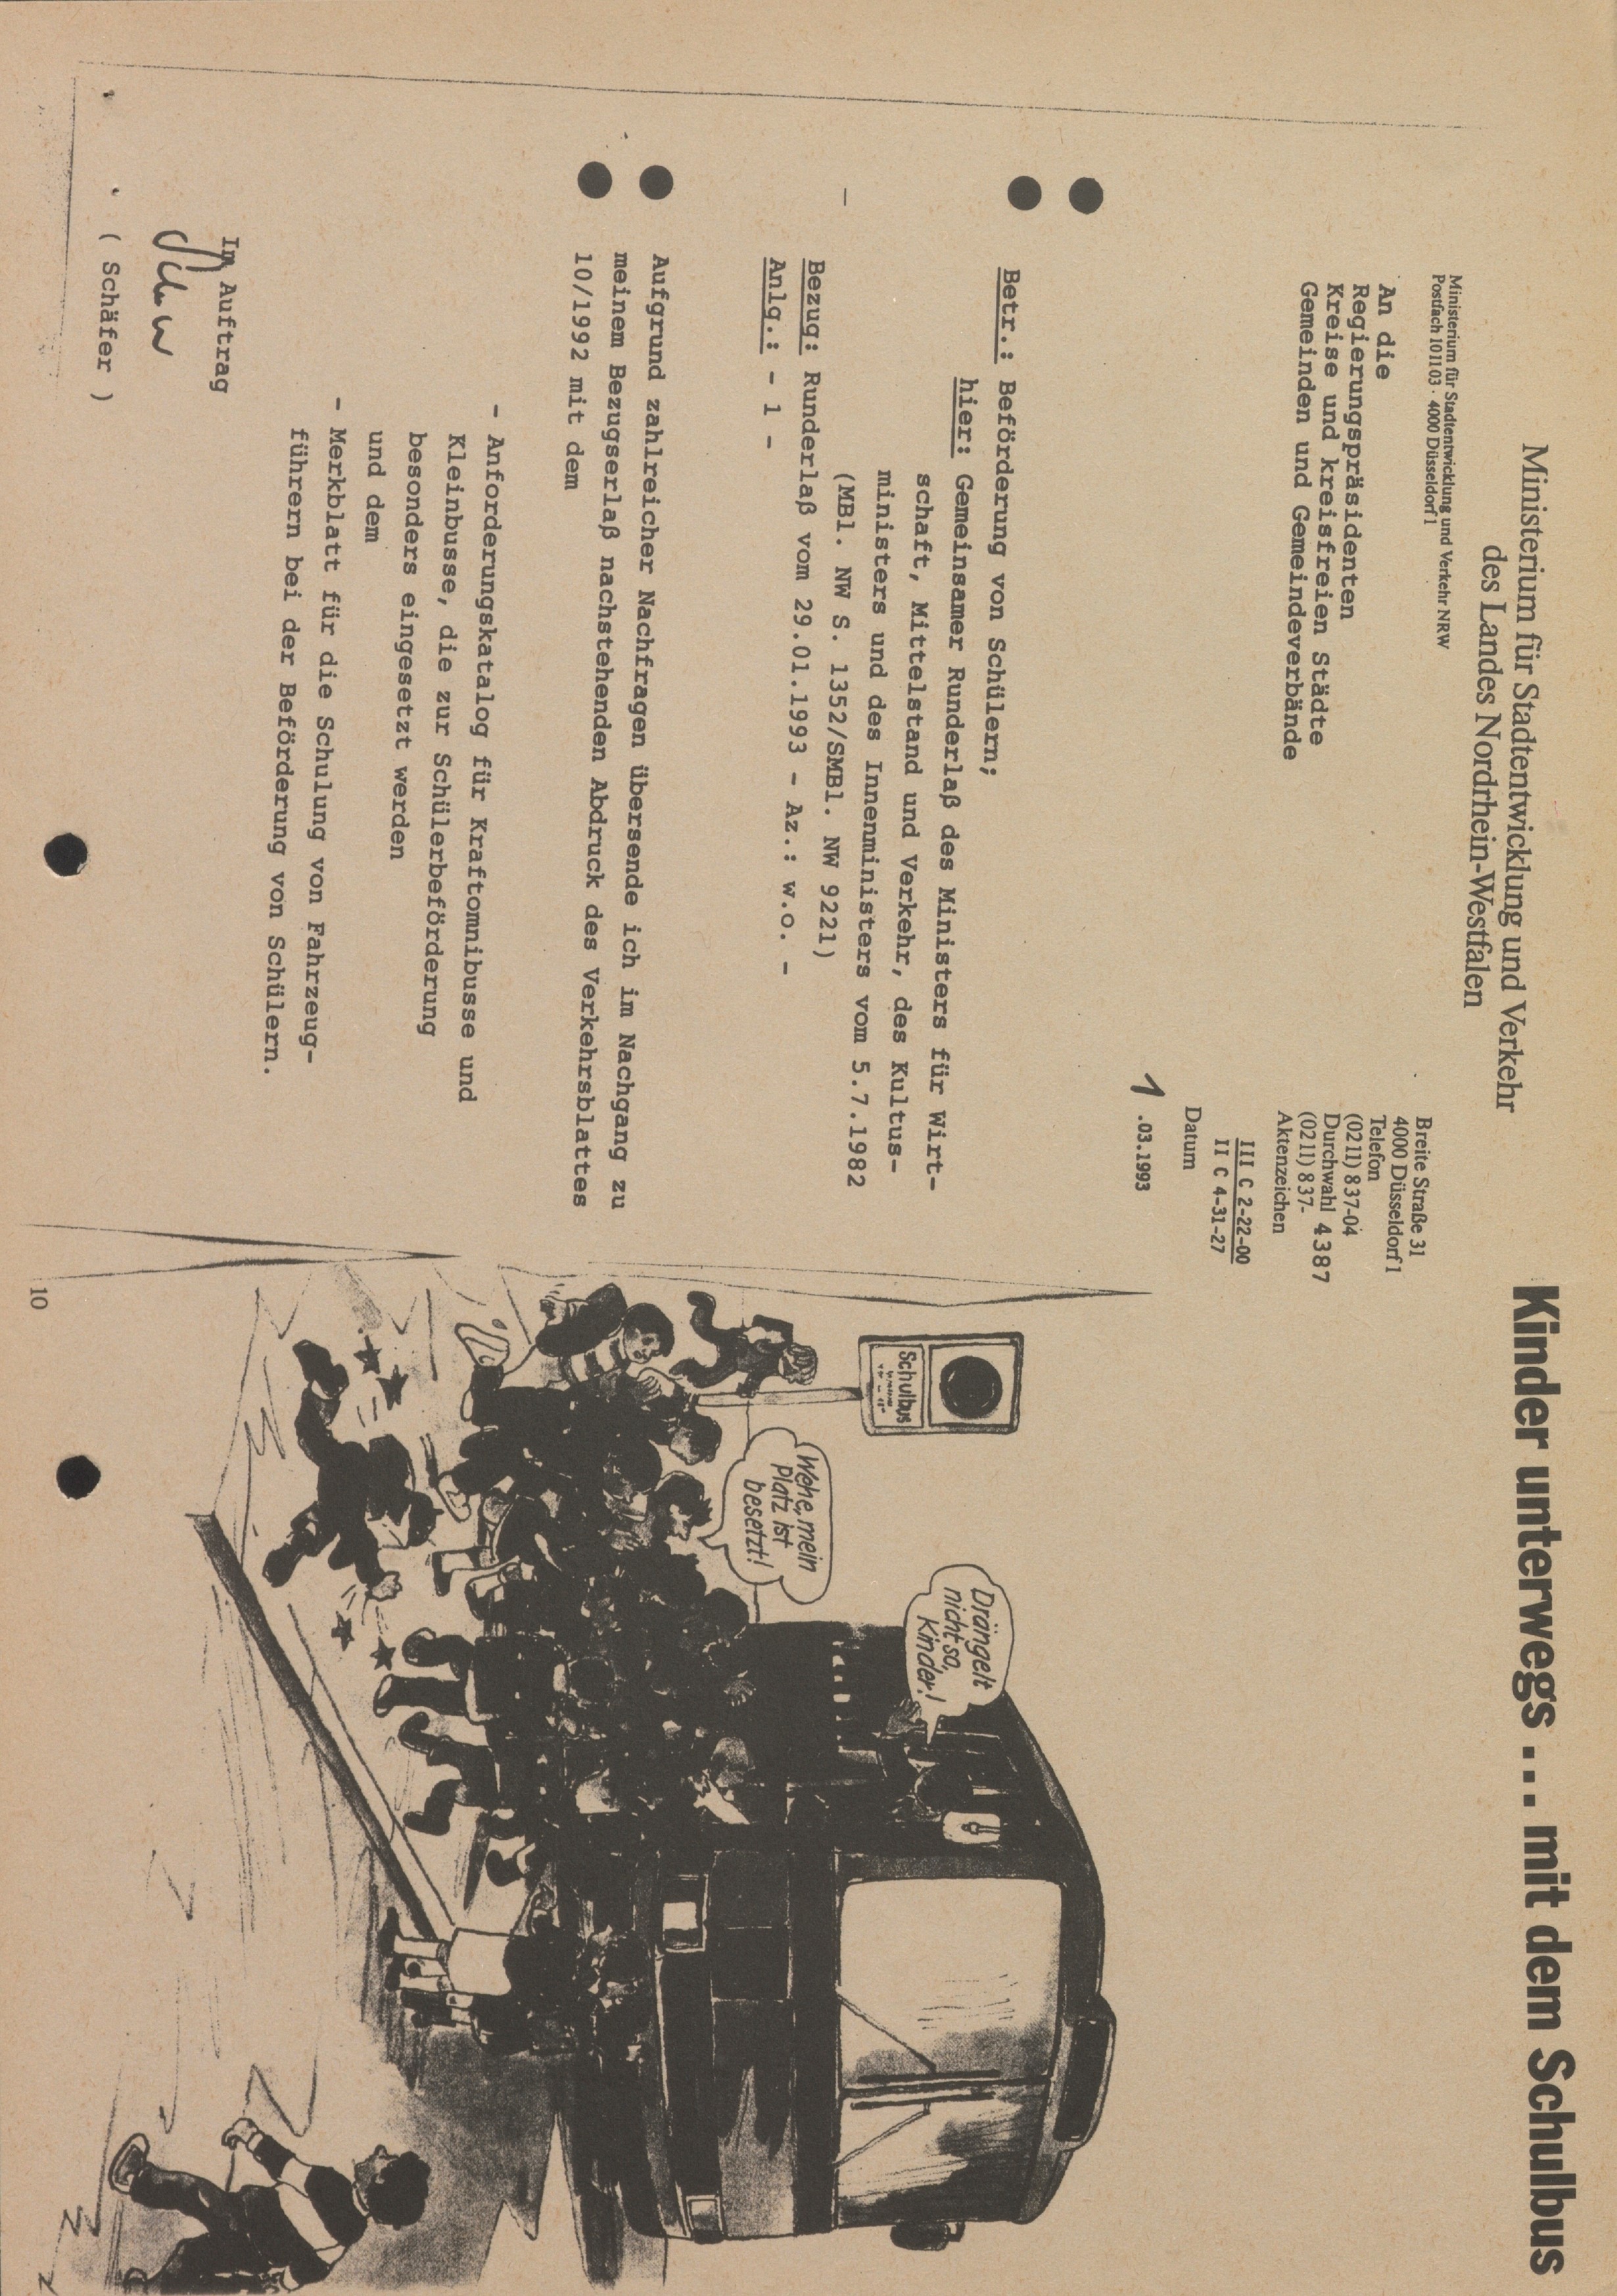 Ministerium für Stadtentwicklung und Verkehr
des Landes Nordrhein-Westfalen
Ministerium für Stadtentwicklung und Verkehr NRW
Postfach 10 11 03 · 4000 Düsseldorf 1
An die
Regierungspräsidenten
Kreise und kreisfreien Städte
Gemeinden und Gemeindeverbände
Breite Straße 31
4000 Düsseldorf 1
Telefon
(02 11) 837-04
Durchwahl 4387
(02 11) 837-
Aktenzeichen
III C 2-22-00
II C 4-31-27
Datum
1 .03.1993
Betr.: Beförderung von Schülern;
hier: Gemeinsamer Runderlaß des Ministers für Wirt-
schaft, Mittelstand und Verkehr, des Kultus-
ministers und des Innenministers vom 5.7.1982
(MBl. NW S. 1352/SMBl. NW 9221)
Bezug: Runderlaß vom 29.01.1993 - Az.: w.o. -
Anlg.: - 1 -
Aufgrund zahlreicher Nachfragen übersende ich im Nachgang zu
meinem Bezugserlaß nachstehenden Abdruck des Verkehrsblattes
10/1992 mit dem
- Anforderungskatalog für Kraftomnibusse und
Kleinbusse, die zur Schülerbeförderung
besonders eingesetzt werden
und dem
- Merkblatt für die Schulung von Fahrzeug-
führern bei der Beförderung von Schülern.
Im Auftrag
( Schäfer )
Kinder unterwegs ... mit dem Schulbus
Schulbus
Drängelt
nicht so,
Kinder!
Wehe, mein
Platz ist
besetzt!
10